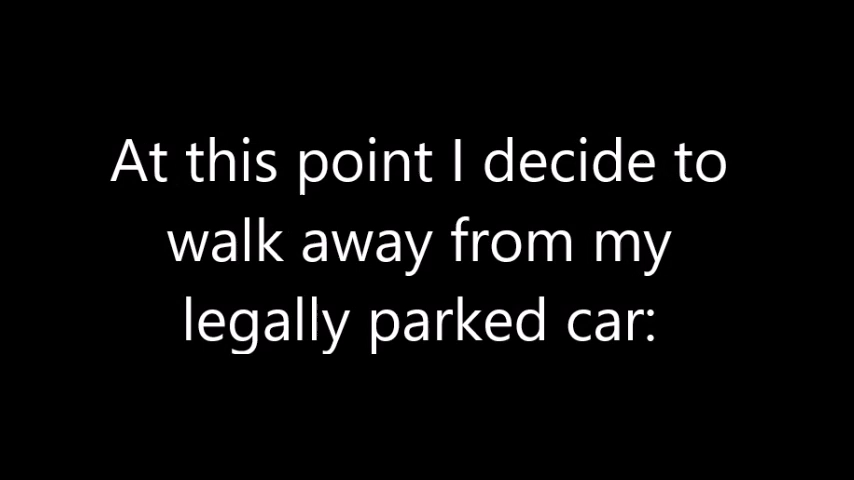 At this point I decide to
walk away from my
legally parked car: